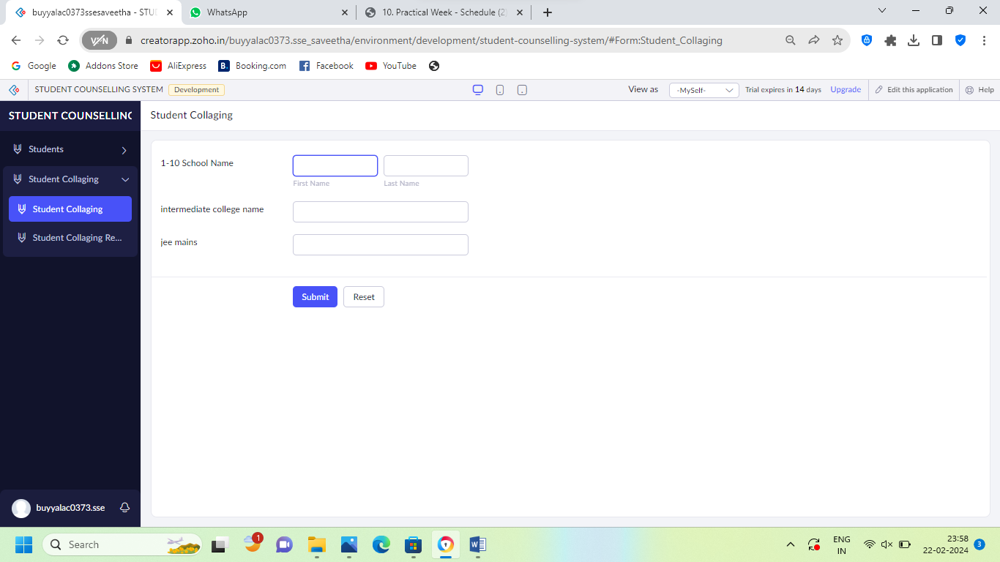 buyyalac0373ssesaveetha - STUD
WhatsApp
10. Practical Week - Schedule (2)
VPN
creatorapp.zoho.in/buyyalac0373.sse_saveetha/environment/development/student-counselling-system/#Form:Student_Collaging
Google
Addons Store
AliExpress
B.
Booking.com
Facebook
YouTube
STUDENT COUNSELLING SYSTEM
Development
View as
-MySelf-
Trial expires in 14 days
Upgrade
Edit this application
Help
STUDENT COUNSELLING
Students
Student Collaging
Student Collaging
Student Collaging Re...
Student Collaging
1-10 School Name
First Name
Last Name
intermediate college name
jee mains
Submit
Reset
buyyalac0373.sse
Search
1
W
ENG
IN
23:58
22-02-2024
3